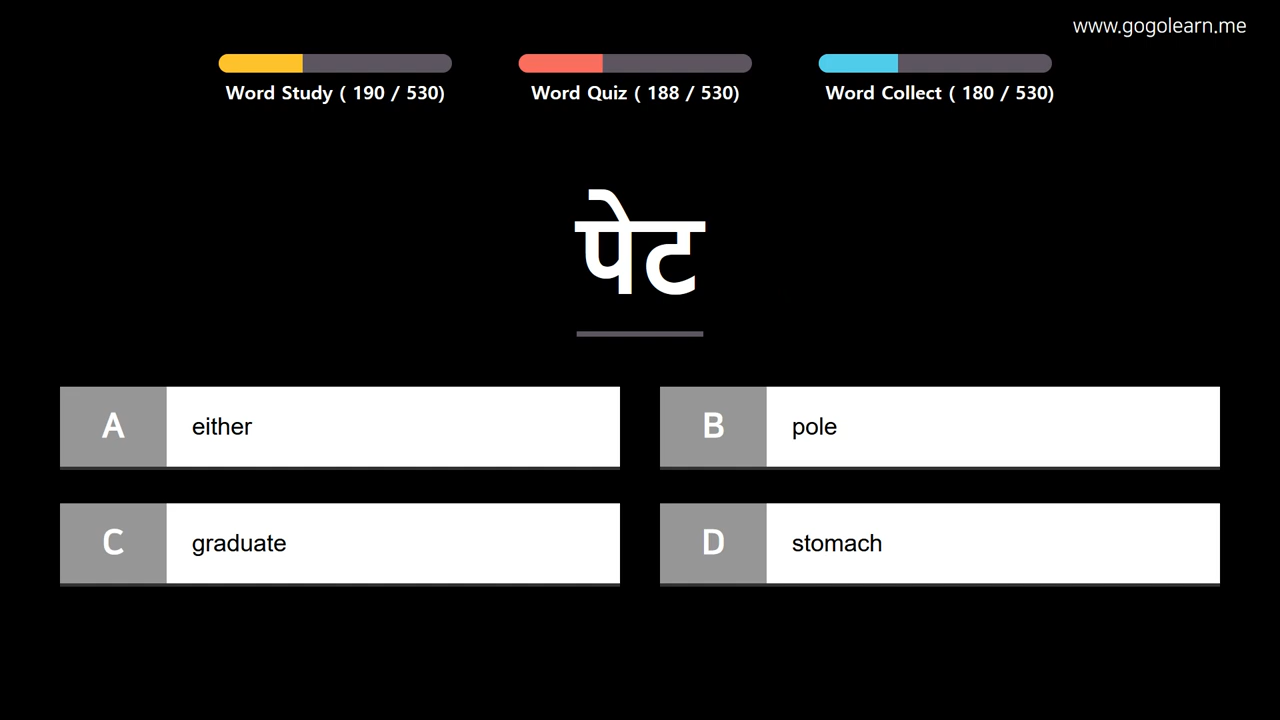 www.gogolearn.me
Word Study ( 190 / 530)
Word Quiz ( 188 / 530)
Word Collect ( 180 / 530)
पेट
A either
B pole
C graduate
D stomach